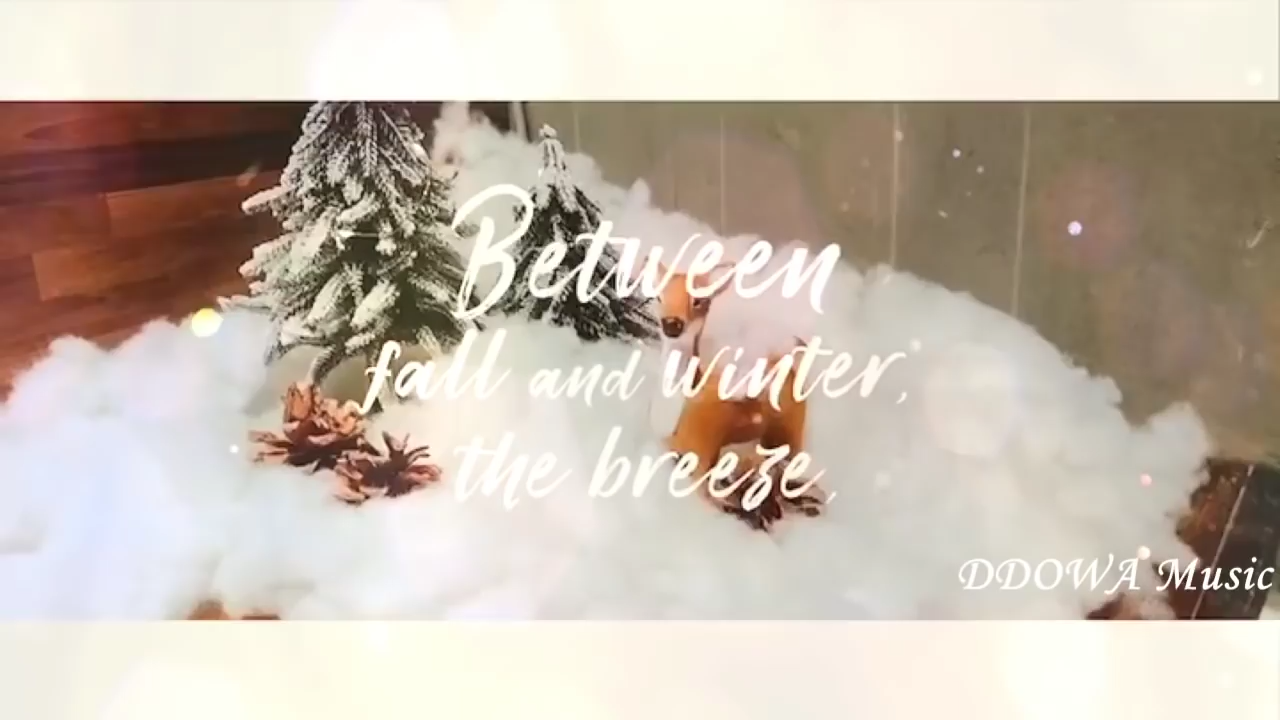 Between
fall and winter,
the breeze,
DDOWA Music